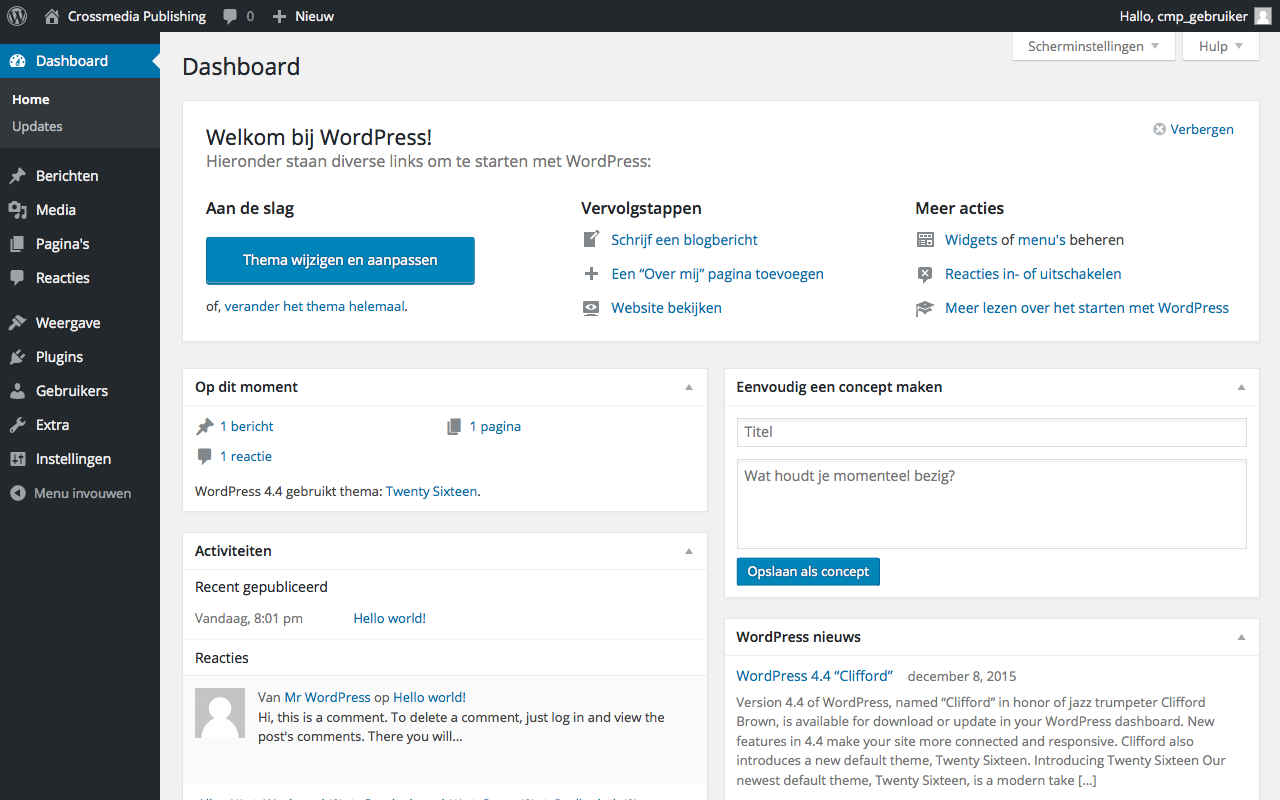 Crossmedia Publishing 0 Nieuw Hallo, cmp_gebruiker
Dashboard
Home
Updates
Berichten
Media
Pagina's
Reacties
Weergave
Plugins
Gebruikers
Extra
Instellingen
Menu invouwen
Scherminstellingen Hulp
Dashboard
Welkom bij WordPress!
Verbergen
Hieronder staan diverse links om te starten met WordPress:
Aan de slag
Thema wijzigen en aanpassen
of, verander het thema helemaal.
Vervolgstappen
Schrijf een blogbericht
Een “Over mij” pagina toevoegen
Website bekijken
Meer acties
Widgets of menu's beheren
Reacties in- of uitschakelen
Meer lezen over het starten met WordPress
Op dit moment
1 bericht 1 pagina
1 reactie
WordPress 4.4 gebruikt thema: Twenty Sixteen.
Activiteiten
Recent gepubliceerd
Vandaag, 8:01 pm Hello world!
Reacties
Van Mr WordPress op Hello world!
Hi, this is a comment. To delete a comment, just log in and view the
post's comments. There you will...
Eenvoudig een concept maken
Titel
Wat houdt je momenteel bezig?
Opslaan als concept
WordPress nieuws
WordPress 4.4 “Clifford” december 8, 2015
Version 4.4 of WordPress, named “Clifford” in honor of jazz trumpeter Clifford
Brown, is available for download or update in your WordPress dashboard. New
features in 4.4 make your site more connected and responsive. Clifford also
introduces a new default theme, Twenty Sixteen. Introducing Twenty Sixteen Our
newest default theme, Twenty Sixteen, is a modern take [...]